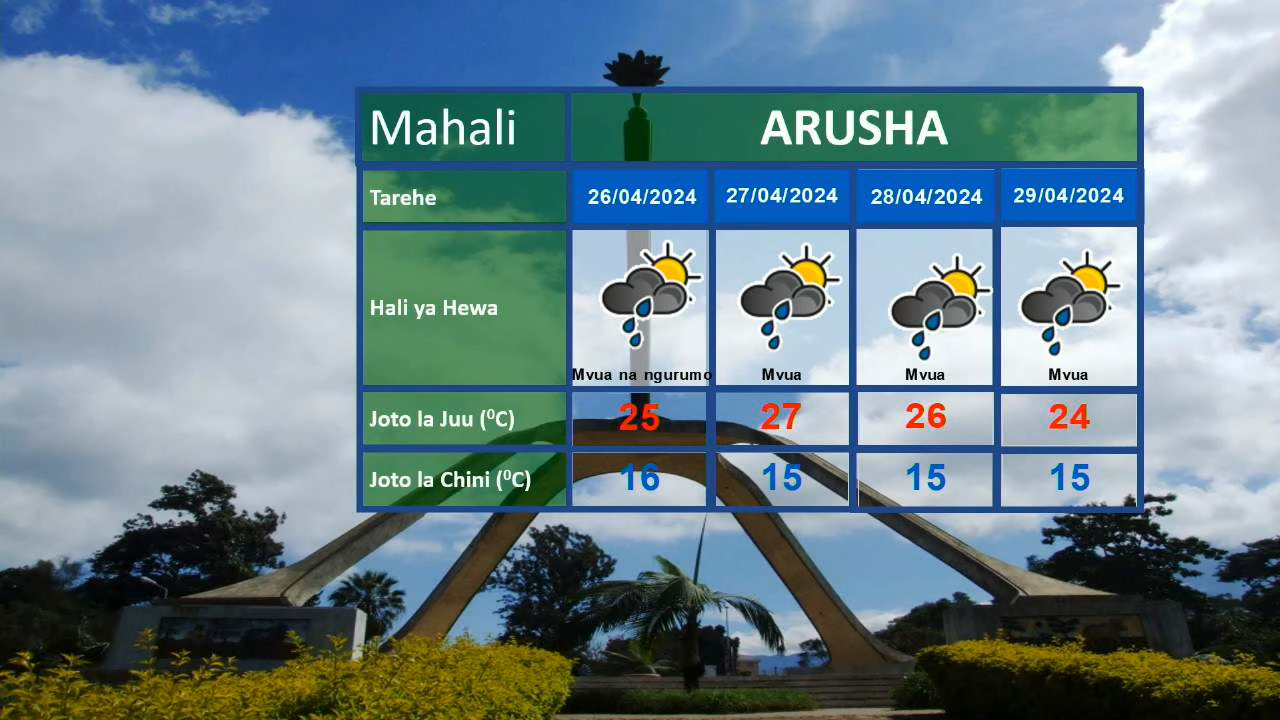 Mahali ARUSHA
Tarehe 26/04/2024 27/04/2024 28/04/2024 29/04/2024
Hali ya Hewa Mvua na ngurumo Mvua Mvua Mvua
Joto la Juu (⁰C) 25 27 26 24
Joto la Chini (⁰C) 16 15 15 15